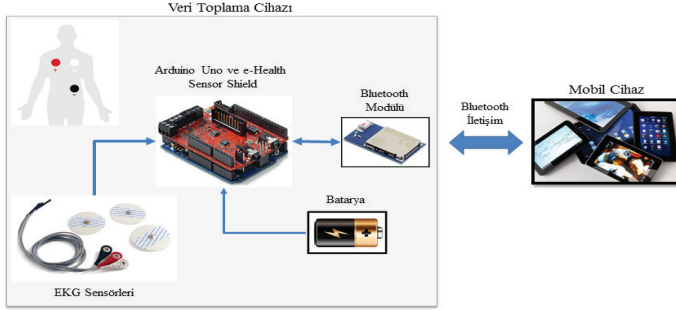 Veri Toplama Cihazı
Arduino Uno ve e-Health
Sensor Shield
Bluetooth
Modülü
Bluetooth
İletişim
Mobil Cihaz
Batarya
EKG Sensörleri